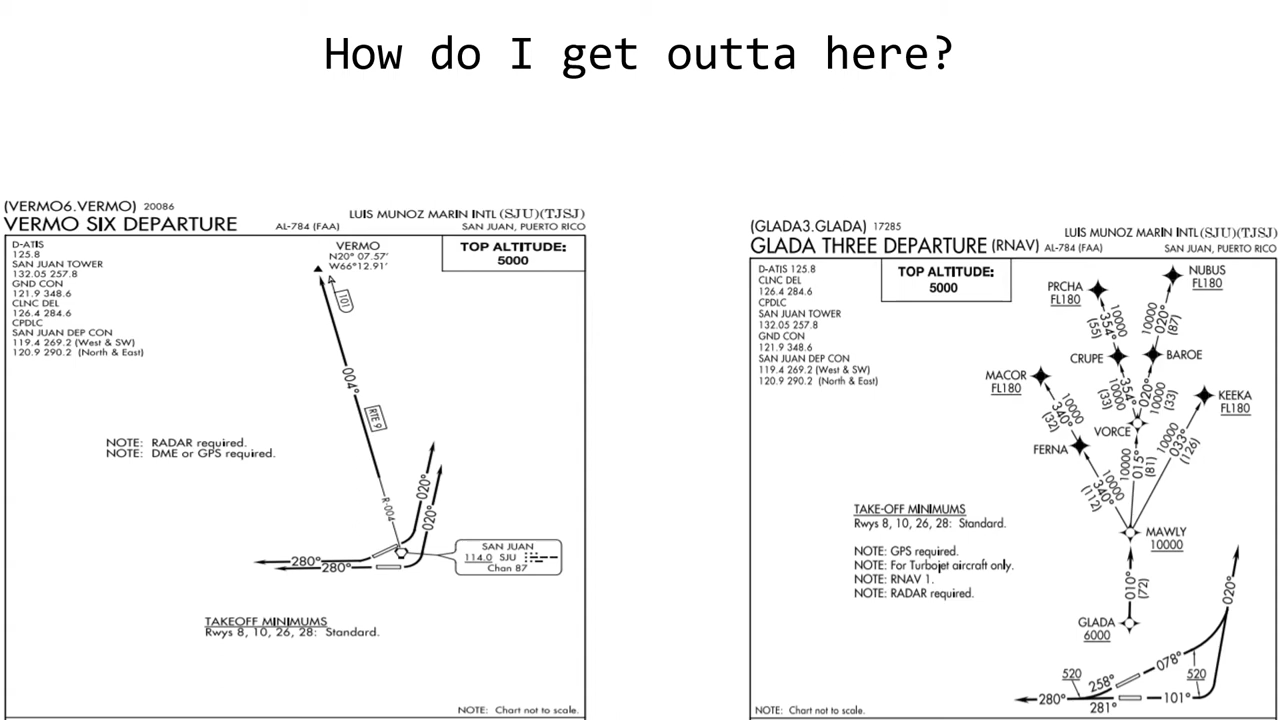 How do I get outta here?
(VERMO6.VERMO) 20086
VERMO SIX DEPARTURE
AL-784 (FAA)
LUIS MUNOZ MARIN INTL (SJU)(TJSJ)
SAN JUAN, PUERTO RICO
D-ATIS
125.8
SAN JUAN TOWER
132.05 257.8
GND CON
121.9 348.6
CLNC DEL
126.4 284.6
CPDLC
SAN JUAN DEP CON
119.4 269.2 (West & SW)
120.9 290.2 (North & East)
VERMO
N20° 07.57'
W66°12.91'
TOP ALTITUDE:
5000
101
004°
RTE 9
NOTE: RADAR required.
NOTE: DME or GPS required.
R-004
020°
020°
280°
280°
SAN JUAN
114.0 SJU
Chan 87
TAKEOFF MINIMUMS
Rwys 8, 10, 26, 28: Standard.
NOTE: Chart not to scale.
(GLADA3.GLADA) 17285
GLADA THREE DEPARTURE (RNAV)
AL-784 (FAA)
LUIS MUNOZ MARIN INTL (SJU)(TJSJ)
SAN JUAN, PUERTO RICO
D-ATIS 125.8
CLNC DEL
126.4 284.6
CPDLC
SAN JUAN TOWER
132.05 257.8
GND CON
121.9 348.6
SAN JUAN DEP CON
119.4 269.2 (West & SW)
120.9 290.2 (North & East)
TOP ALTITUDE:
5000
NUBUS
FL180
PRCHA
FL180
10000
354°
(55)
10000
020°
(87)
CRUPE
BAROE
MACOR
FL180
KEEKA
FL180
10000
354°
(33)
020°
10000
(33)
10000
340°
(32)
VORCE
FERNA
10000
015°
(81)
10000
033°
(126)
10000
340°
(112)
MAWLY
10000
TAKE-OFF MINIMUMS
Rwys 8, 10, 26, 28: Standard.
NOTE: GPS required.
NOTE: For Turbojet aircraft only.
NOTE: RNAV 1.
NOTE: RADAR required.
010°
(72)
GLADA
6000
020°
078°
520
520
258°
280°
281°
101°
NOTE: Chart not to scale.